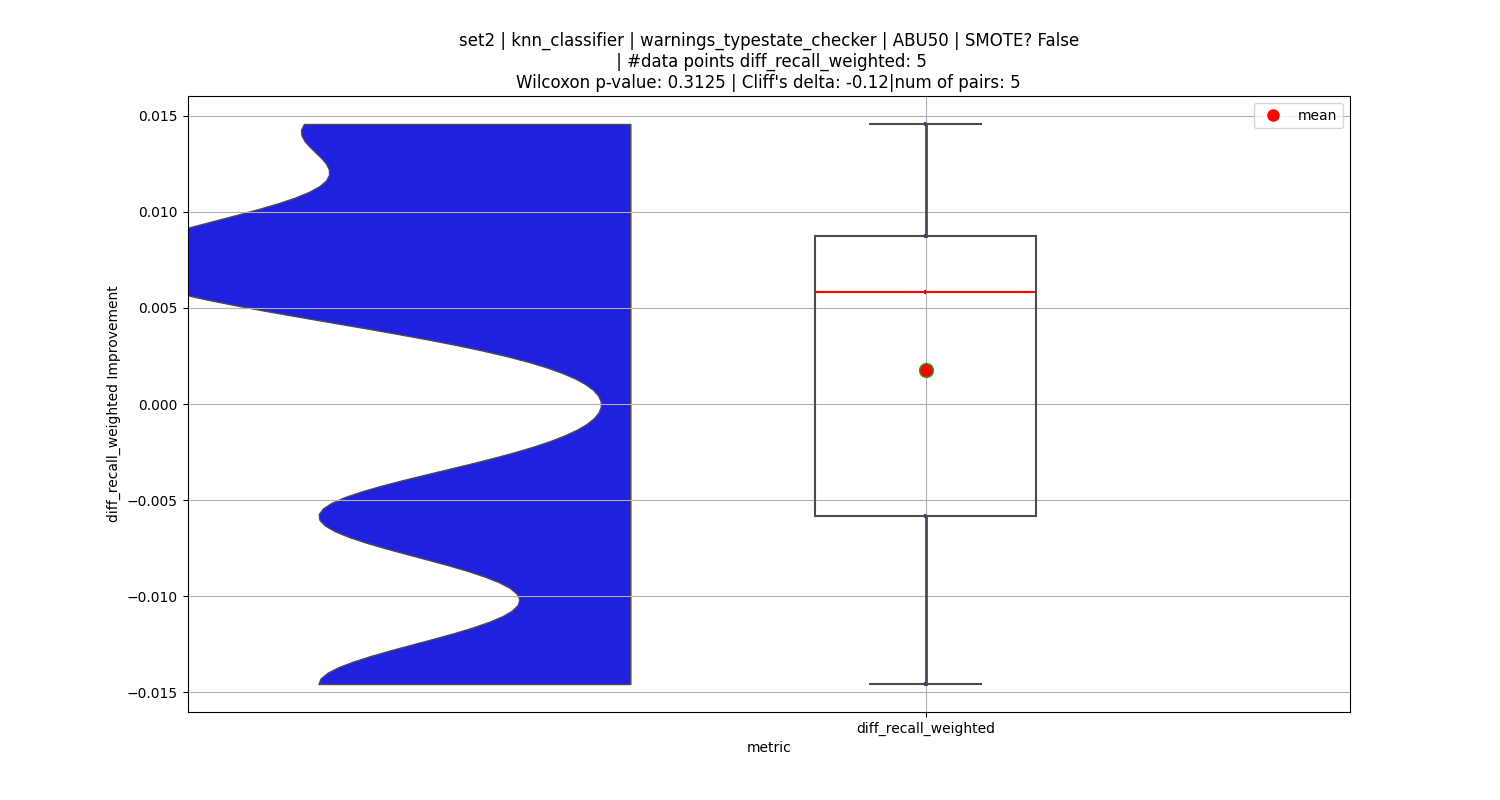 set2 | knn_classifier | warnings_typestate_checker | ABU50 | SMOTE? False
| #data points diff_recall_weighted: 5
Wilcoxon p-value: 0.3125 | Cliff's delta: -0.12|num of pairs: 5
mean
0.015
0.010
0.005
0.000
−0.005
−0.010
−0.015
diff_recall_weighted Improvement
diff_recall_weighted
metric